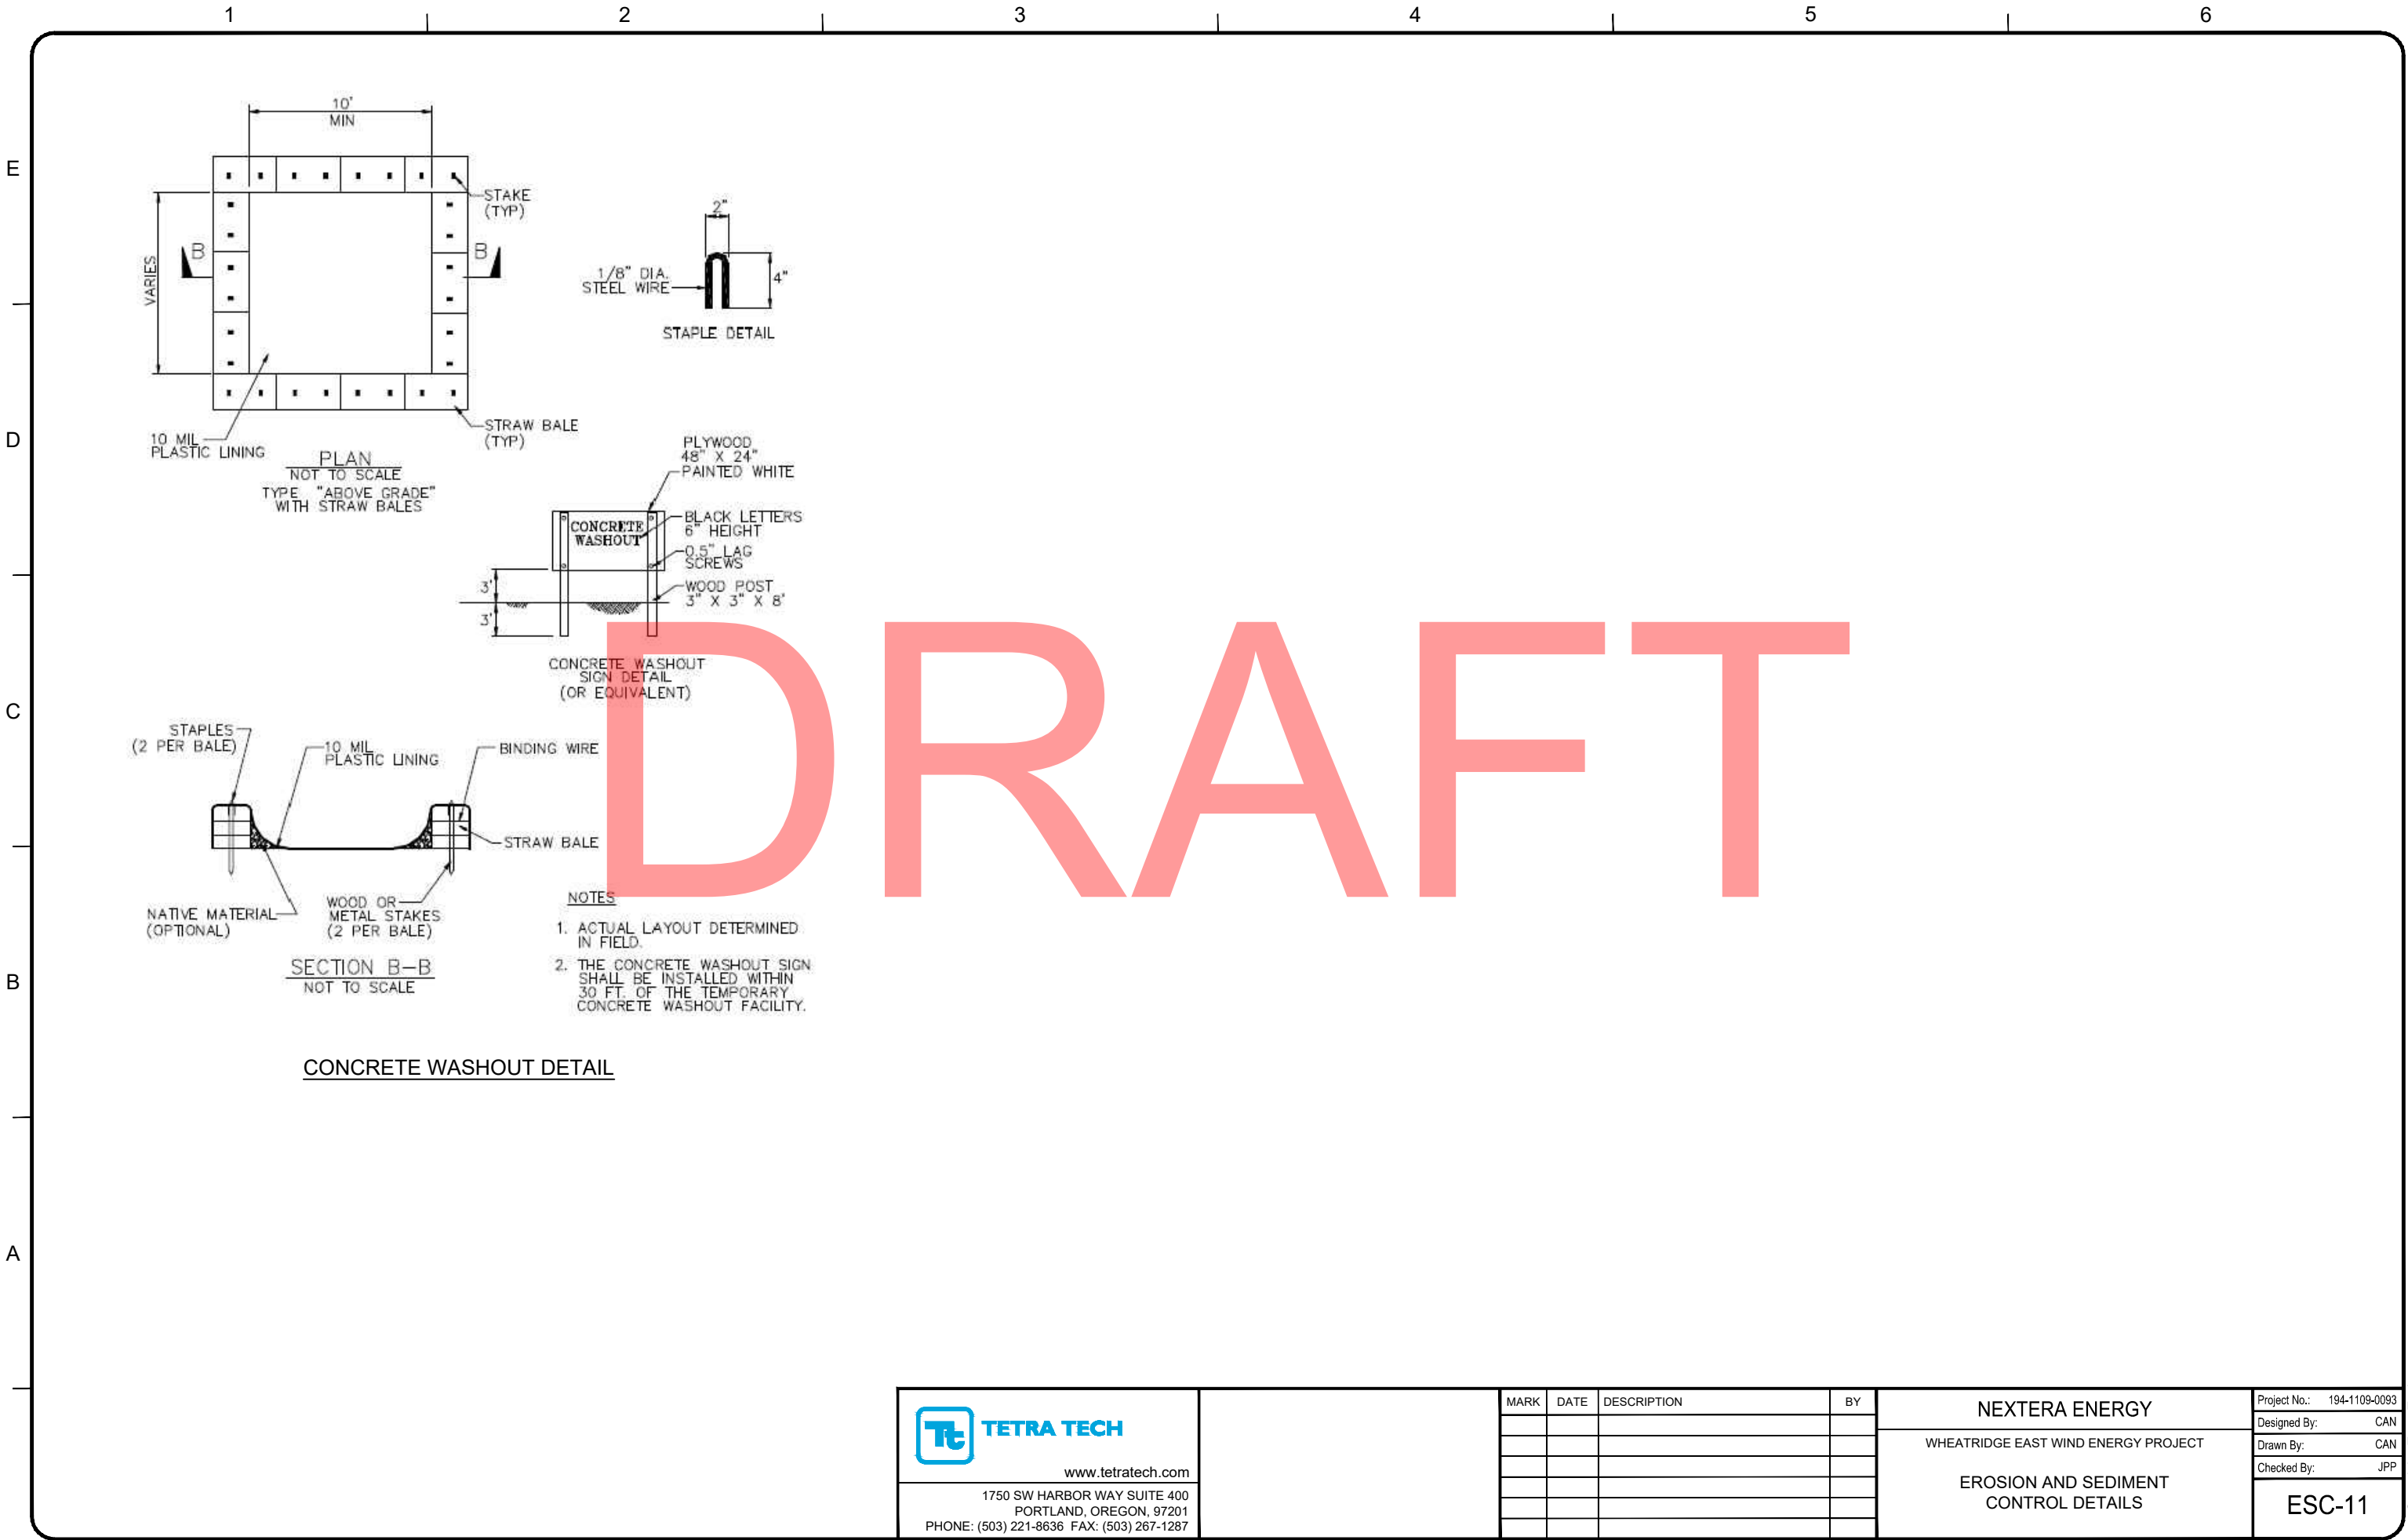 1 2 3 4 5 6
E
D
C
B
A
10'
MIN
STAKE
(TYP)
B
B
VARIES
10 MIL
PLASTIC LINING
STRAW BALE
(TYP)
PLAN
NOT TO SCALE
TYPE "ABOVE GRADE"
WITH STRAW BALES
2"
1/8" DIA.
STEEL WIRE
4"
STAPLE DETAIL
PLYWOOD
48" X 24"
PAINTED WHITE
CONCRETE
WASHOUT
BLACK LETTERS
6" HEIGHT
0.5" LAG
SCREWS
WOOD POST
3" X 3" X 8'
3'
3'
CONCRETE WASHOUT
SIGN DETAIL
(OR EQUIVALENT)
STAPLES
(2 PER BALE)
10 MIL
PLASTIC LINING
BINDING WIRE
STRAW BALE
NATIVE MATERIAL
(OPTIONAL)
WOOD OR
METAL STAKES
(2 PER BALE)
SECTION B-B
NOT TO SCALE
NOTES
1. ACTUAL LAYOUT DETERMINED
IN FIELD.
2. THE CONCRETE WASHOUT SIGN
SHALL BE INSTALLED WITHIN
30 FT. OF THE TEMPORARY
CONCRETE WASHOUT FACILITY.
CONCRETE WASHOUT DETAIL
DRAFT
Tt TETRA TECH
www.tetratech.com
1750 SW HARBOR WAY SUITE 400
PORTLAND, OREGON, 97201
PHONE: (503) 221-8636 FAX: (503) 267-1287
MARK DATE DESCRIPTION BY
NEXTERA ENERGY
WHEATRIDGE EAST WIND ENERGY PROJECT
EROSION AND SEDIMENT
CONTROL DETAILS
Project No.: 194-1109-0093
Designed By: CAN
Drawn By: CAN
Checked By: JPP
ESC-11